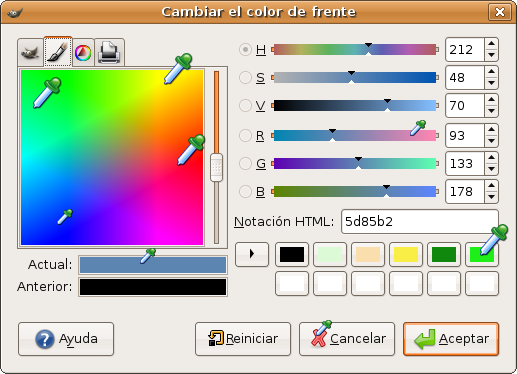 Cambiar el color de frente
H 212
S 48
V 70
R 93
G 133
B 178
Notación HTML: 5d85b2
Actual:
Anterior:
Ayuda Reiniciar Cancelar Aceptar